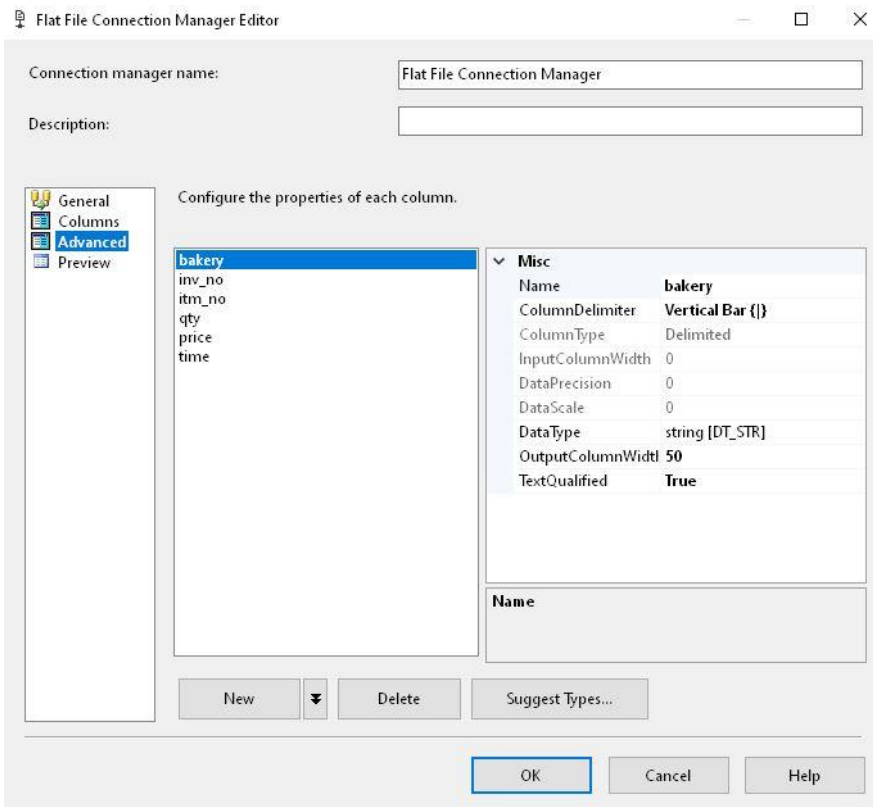 Flat File Connection Manager Editor
Connection manager name:
Flat File Connection Manager
Description:
General
Columns
Advanced
Preview
Configure the properties of each column.
bakery
inv_no
itm_no
qty
price
time
Misc
Name bakery
ColumnDelimiter Vertical Bar {|}
ColumnType Delimited
InputColumnWidth 0
DataPrecision 0
DataScale 0
DataType string [DT_STR]
OutputColumnWidtl 50
TextQualified True
Name
New
Delete
Suggest Types...
OK
Cancel
Help